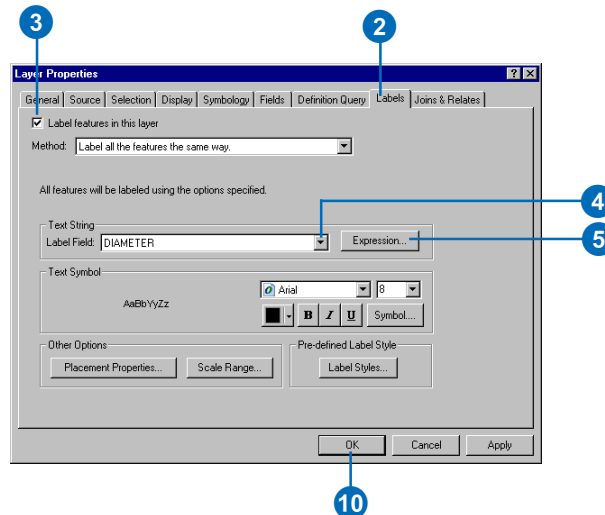 3
2
Layer Properties
General Source Selection Display Symbology Fields Definition Query Labels Joins & Relates
Label features in this layer
Method: Label all the features the same way.
All features will be labeled using the options specified.
4
Text String
Label Field: DIAMETER Expression...
5
Text Symbol
AaBbYyZz
Arial 8
B I U Symbol....
Other Options
Placement Properties... Scale Range...
Pre-defined Label Style
Label Styles...
OK Cancel Apply
10